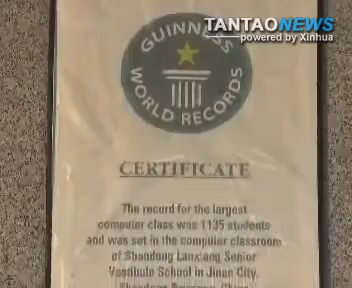 TANTAO NEWS
powered by Xinhua
GUINNESS
WORLD RECORDS
CERTIFICATE
The record for the largest
computer class was 1135 students
and was set in the computer classroom
of Shandong Lanxiang Senior
School in Jinan City,
Shandong